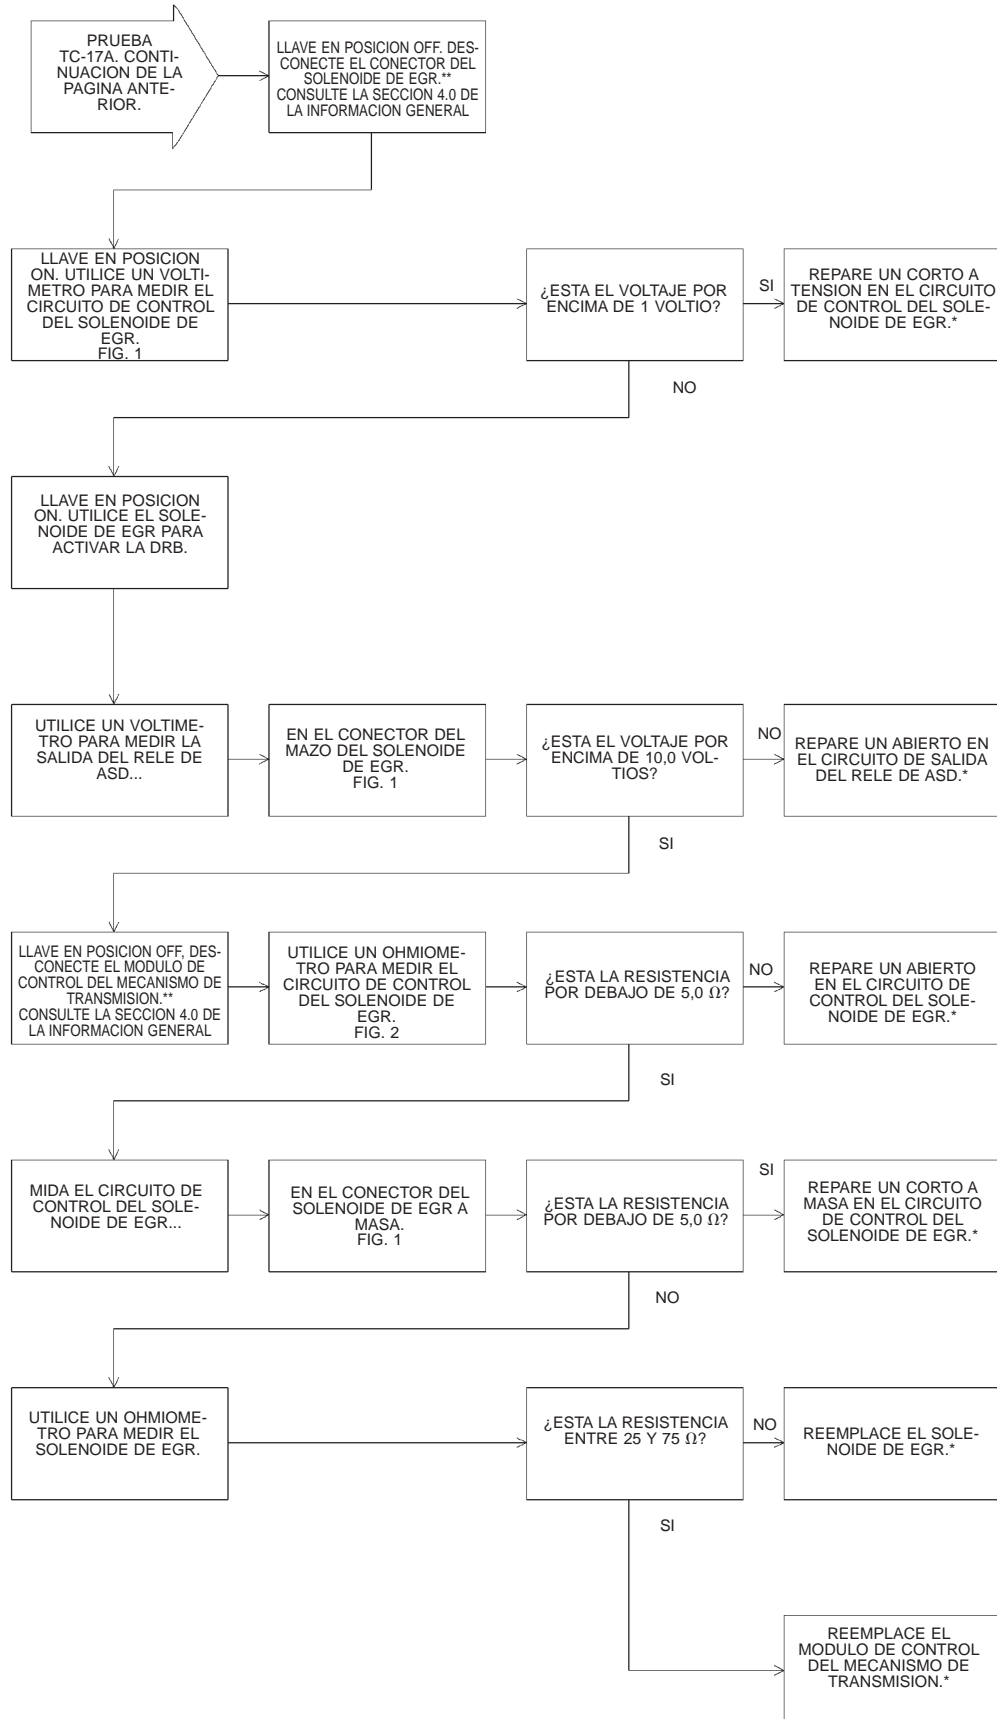 PRUEBA
TC-17A. CONTI-
NUACION DE LA
PAGINA ANTE-
RIOR.
LLAVE EN POSICION OFF. DES-
CONECTE EL CONECTOR DEL
SOLENOIDE DE EGR.**
CONSULTE LA SECCION 4.0 DE
LA INFORMACION GENERAL
LLAVE EN POSICION
ON. UTILICE UN VOLTI-
METRO PARA MEDIR EL
CIRCUITO DE CONTROL
DEL SOLENOIDE DE
EGR.
FIG. 1
¿ESTA EL VOLTAJE POR
ENCIMA DE 1 VOLTIO?
SI
REPARE UN CORTO A
TENSION EN EL CIRCUITO
DE CONTROL DEL SOLE-
NOIDE DE EGR.*
NO
LLAVE EN POSICION
ON. UTILICE EL SOLE-
NOIDE DE EGR PARA
ACTIVAR LA DRB.
UTILICE UN VOLTIME-
TRO PARA MEDIR LA
SALIDA DEL RELE DE
ASD...
EN EL CONECTOR DEL
MAZO DEL SOLENOIDE
DE EGR.
FIG. 1
¿ESTA EL VOLTAJE POR
ENCIMA DE 10,0 VOL-
TIOS?
NO
REPARE UN ABIERTO EN
EL CIRCUITO DE SALIDA
DEL RELE DE ASD.*
SI
LLAVE EN POSICION OFF, DES-
CONECTE EL MODULO DE
CONTROL DEL MECANISMO DE
TRANSMISION.**
CONSULTE LA SECCION 4.0 DE
LA INFORMACION GENERAL
UTILICE UN OHMIOME-
TRO PARA MEDIR EL
CIRCUITO DE CONTROL
DEL SOLENOIDE DE
EGR.
FIG. 2
¿ESTA LA RESISTENCIA
POR DEBAJO DE 5,0 Ω?
NO
REPARE UN ABIERTO
EN EL CIRCUITO DE
CONTROL DEL SOLE-
NOIDE DE EGR.*
SI
MIDA EL CIRCUITO DE
CONTROL DEL SOLE-
NOIDE DE EGR...
EN EL CONECTOR DEL
SOLENOIDE DE EGR A
MASA.
FIG. 1
¿ESTA LA RESISTENCIA
POR DEBAJO DE 5,0 Ω?
SI
REPARE UN CORTO A
MASA EN EL CIRCUITO
DE CONTROL DEL
SOLENOIDE DE EGR.*
NO
UTILICE UN OHMIOME-
TRO PARA MEDIR EL
SOLENOIDE DE EGR.
¿ESTA LA RESISTENCIA
ENTRE 25 Y 75 Ω?
NO
REEMPLACE EL SOLE-
NOIDE DE EGR.*
SI
REEMPLACE EL
MODULO DE CONTROL
DEL MECANISMO DE
TRANSMISION.*